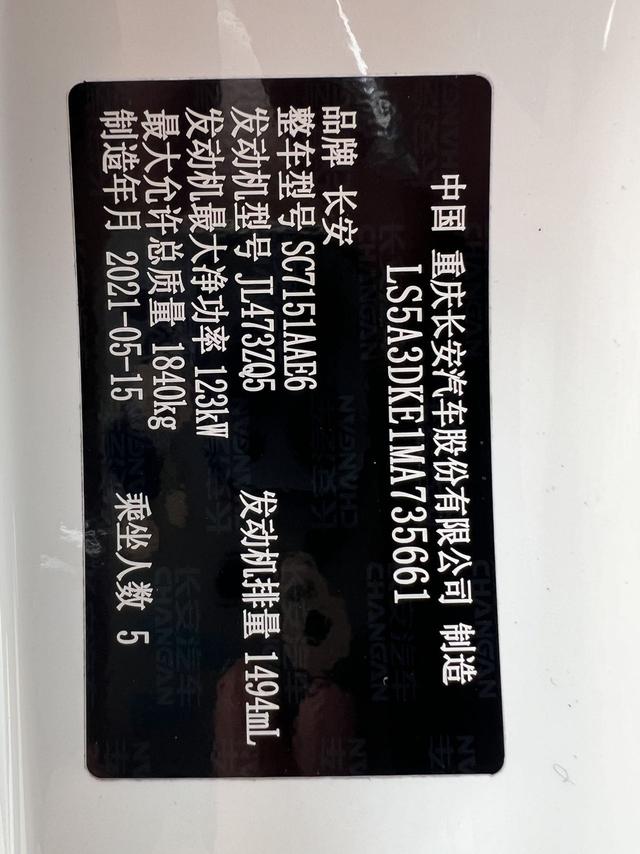 中国 重庆长安汽车股份有限公司 制造
LS5A3DKE1MA735661
品牌 长安
整车型号 SC7151AAE6
发动机型号 JL473ZQ5 发动机排量 1494mL
发动机最大净功率 123kW
最大允许总质量 1840kg
制造年月 2021-05-15 乘坐人数 5